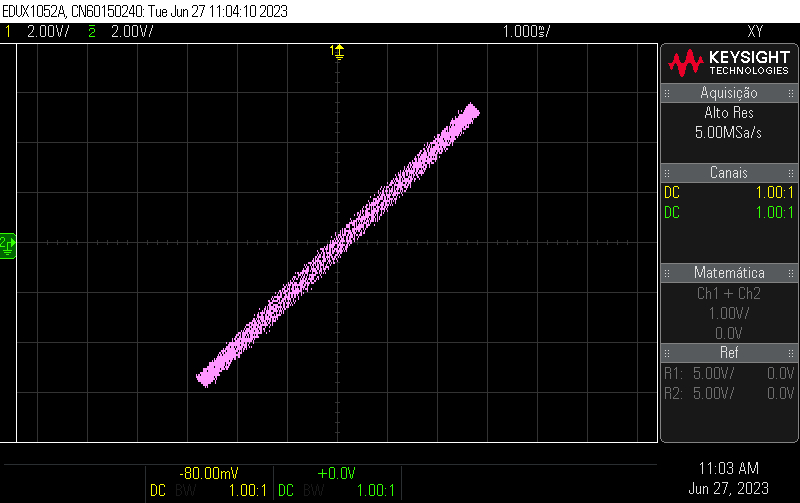 EDUX1052A, CN60150240: Tue Jun 27 11:04:10 2023
1 2.00V/ 2 2.00V/ 1.000ms/ XY
1
KEYSIGHT
TECHNOLOGIES
Aquisição
Alto Res
5.00MSa/s
Canais
DC 1.00:1
DC 1.00:1
2
Matemática
Ch1 + Ch2
1.00V/
0.0V
Ref
R1: 5.00V/ 0.0V
R2: 5.00V/ 0.0V
-80.00mV +0.0V
DC BW 1.00:1 DC BW 1.00:1
11:03 AM
Jun 27, 2023